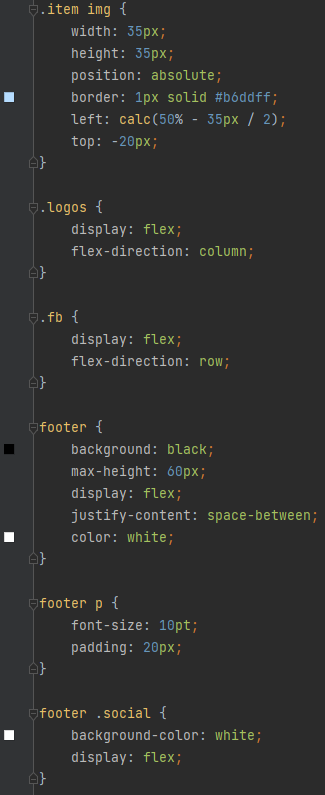 .item img {
    width: 35px;
    height: 35px;
    position: absolute;
    border: 1px solid #b6ddff;
    left: calc(50% - 35px / 2);
    top: -20px;
}

.logos {
    display: flex;
    flex-direction: column;
}

.fb {
    display: flex;
    flex-direction: row;
}

footer {
    background: black;
    max-height: 60px;
    display: flex;
    justify-content: space-between;
    color: white;
}

footer p {
    font-size: 10pt;
    padding: 20px;
}

footer .social {
    background-color: white;
    display: flex;
}